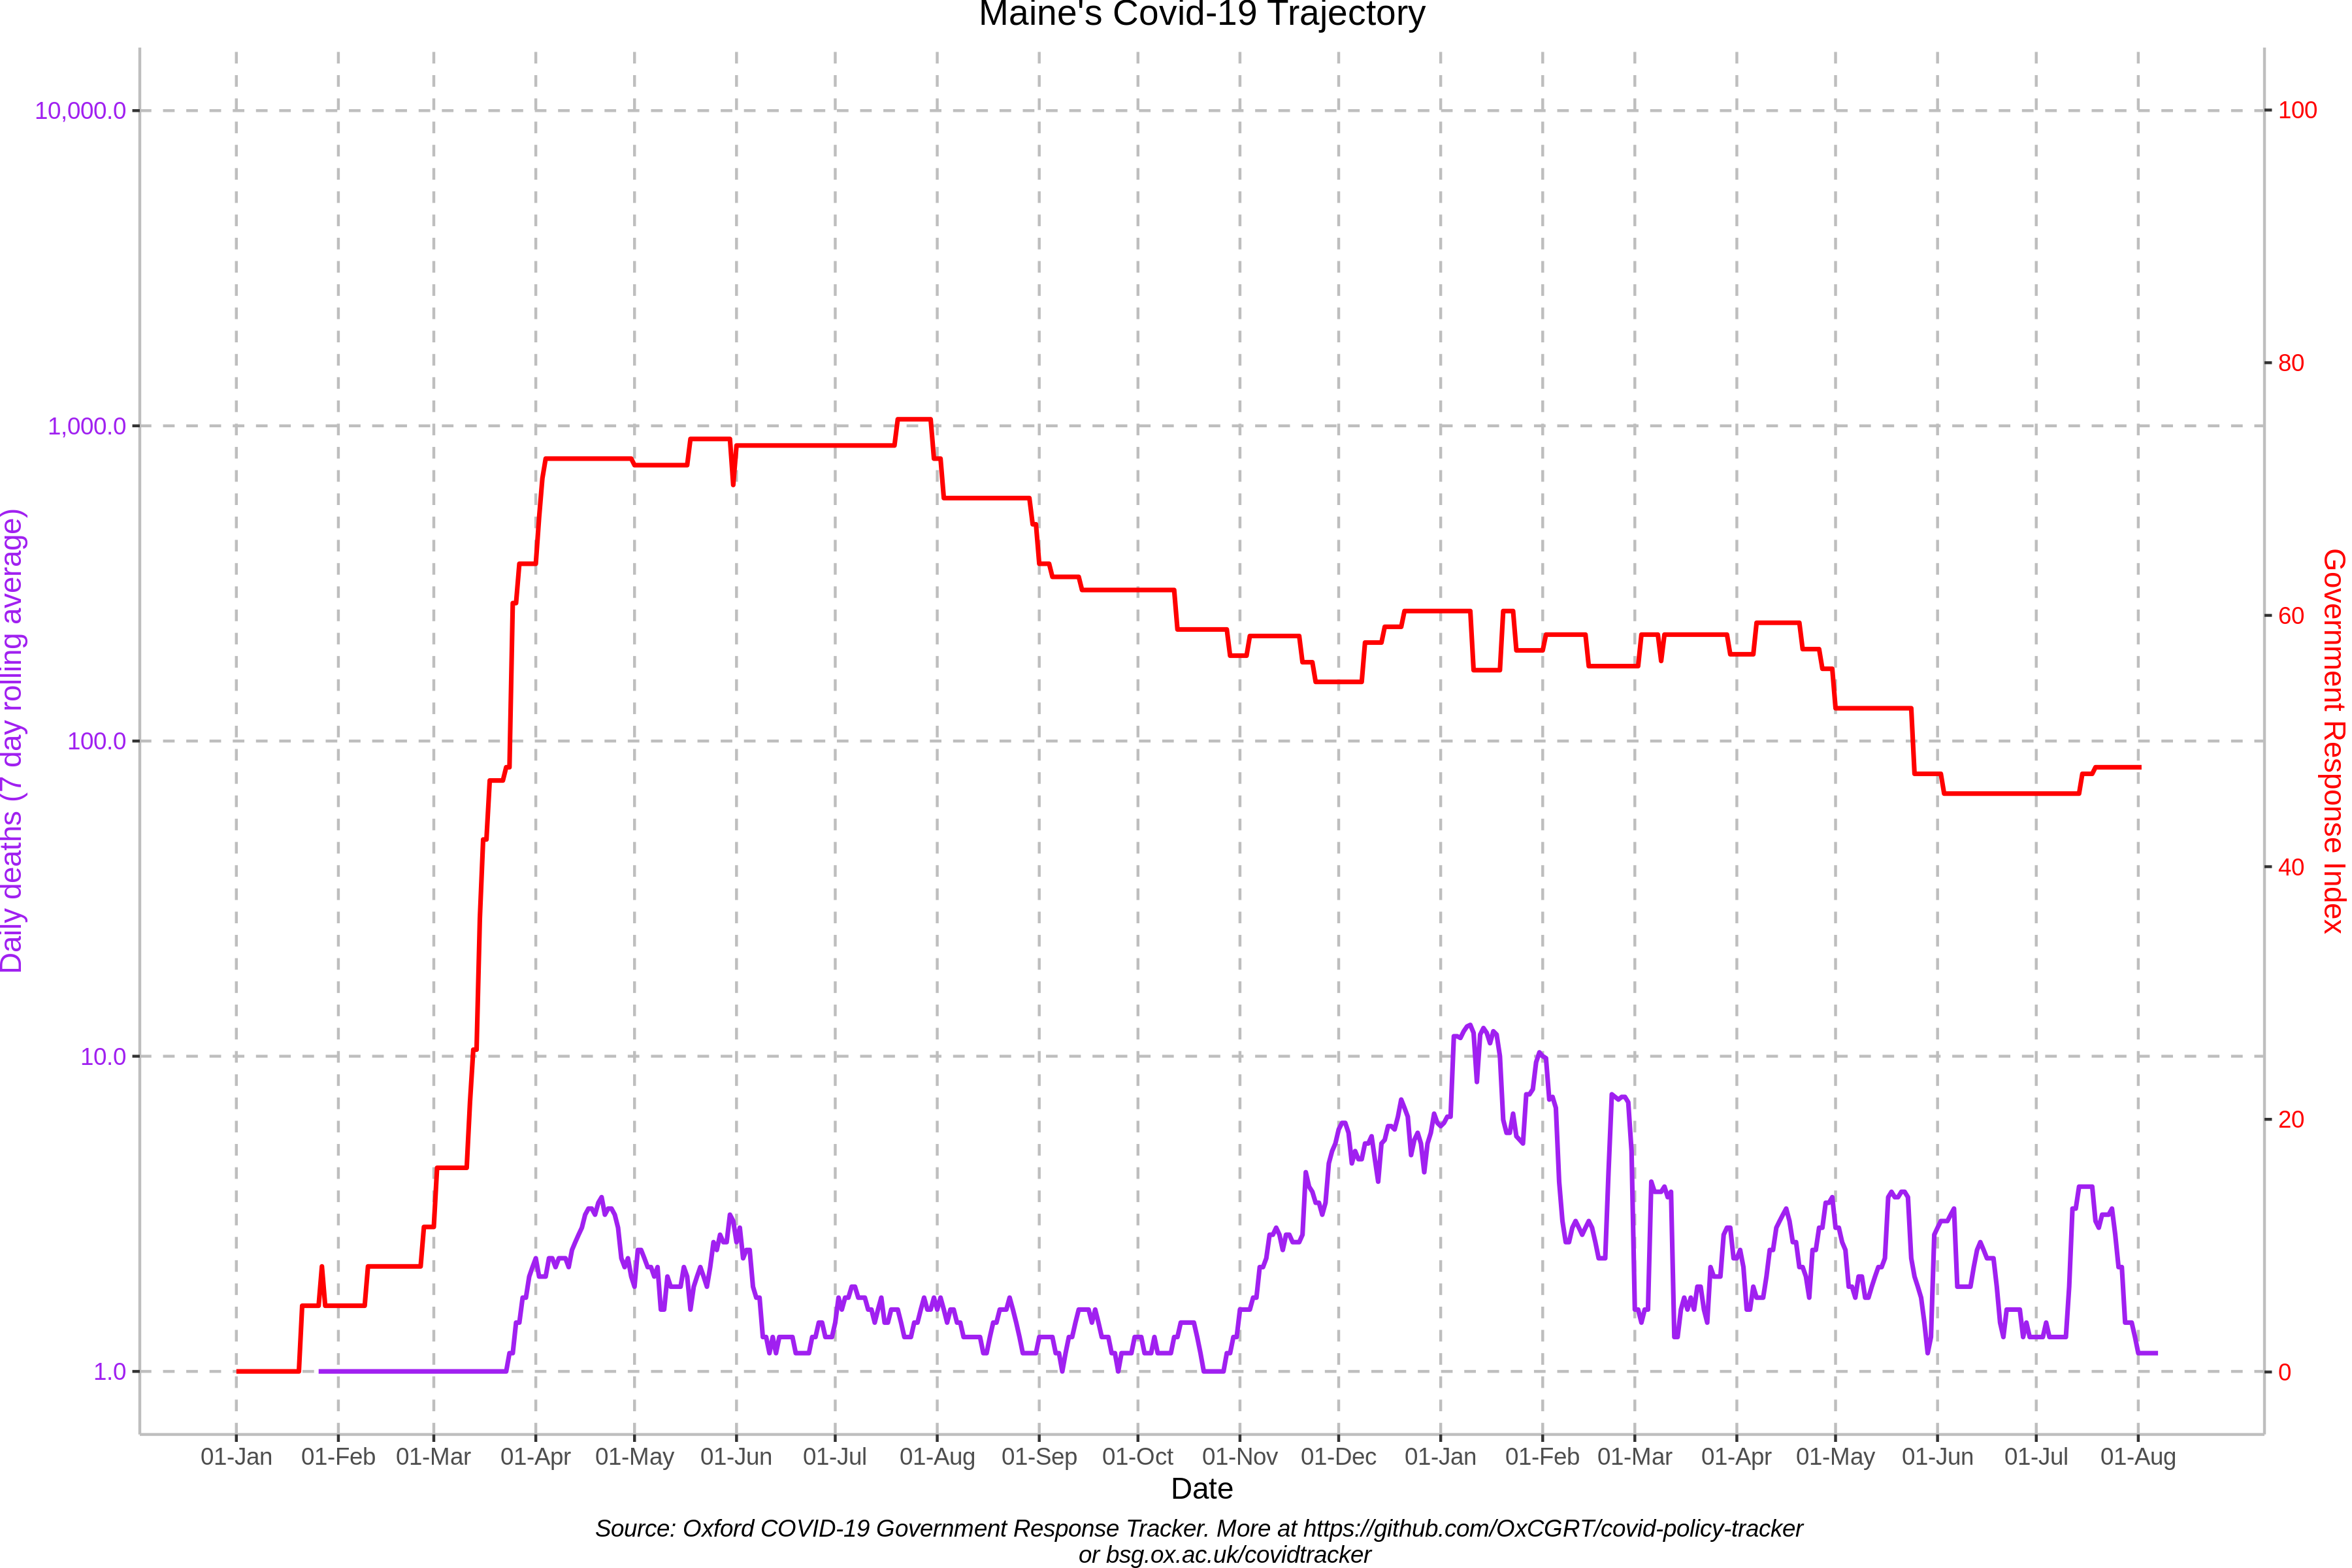 Maine's Covid-19 Trajectory
10,000.0
1,000.0
100.0
10.0
1.0
Daily deaths (7 day rolling average)
100
80
60
40
20
0
Government Response Index
01-Jan 01-Feb 01-Mar 01-Apr 01-May 01-Jun 01-Jul 01-Aug 01-Sep 01-Oct 01-Nov 01-Dec 01-Jan 01-Feb 01-Mar 01-Apr 01-May 01-Jun 01-Jul 01-Aug
Date
Source: Oxford COVID-19 Government Response Tracker. More at https://github.com/OxCGRT/covid-policy-tracker
or bsg.ox.ac.uk/covidtracker